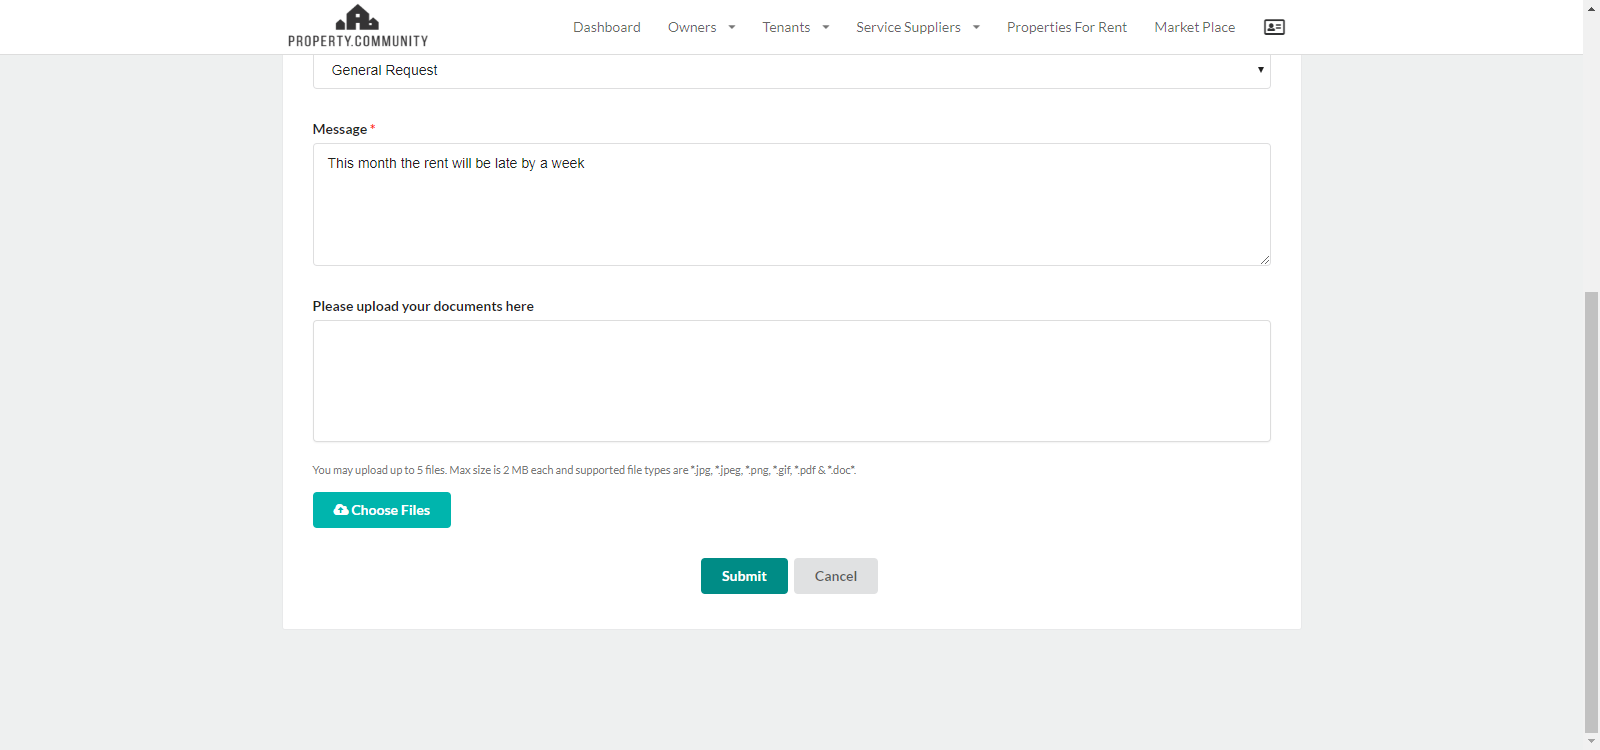 PROPERTY.COMMUNITY
Dashboard Owners Tenants Service Suppliers Properties For Rent Market Place
General Request
Message *
This month the rent will be late by a week
Please upload your documents here
You may upload up to 5 files. Max size is 2 MB each and supported file types are *.jpg, *.jpeg, *.png, *.gif, *.pdf & *.doc*.
Choose Files
Submit Cancel